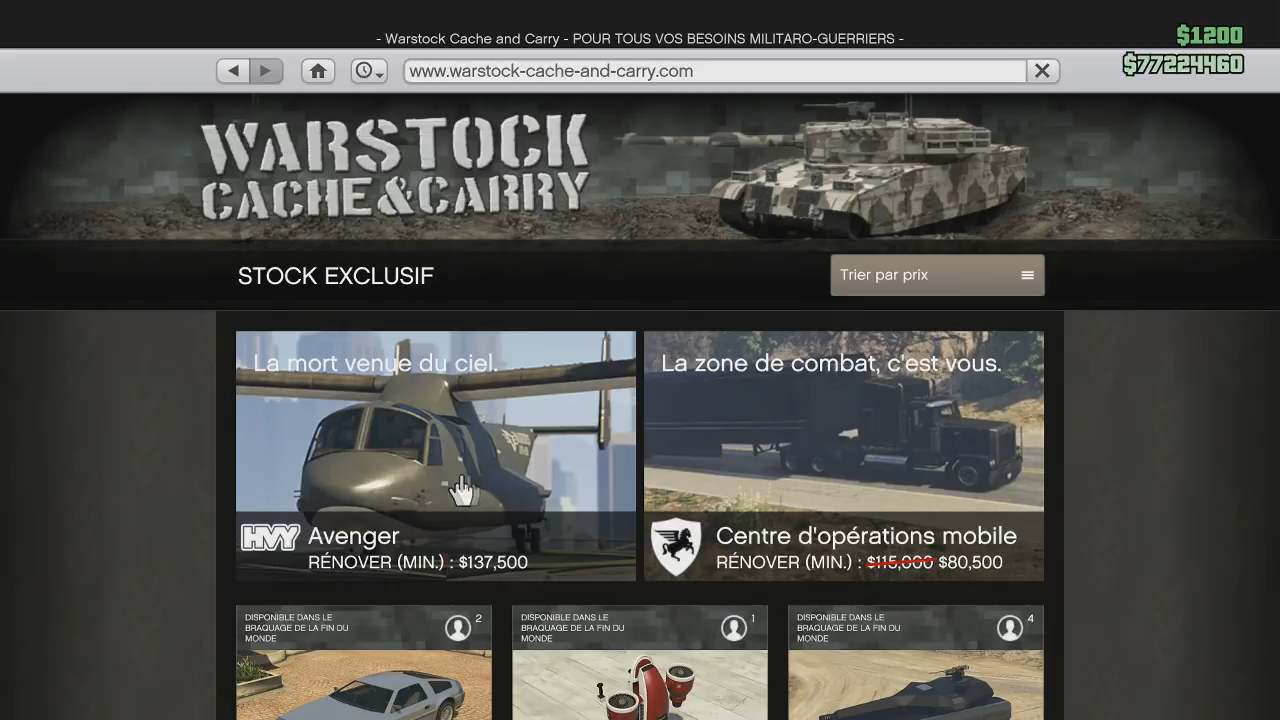 - Warstock Cache and Carry - POUR TOUS VOS BESOINS MILITARO-GUERRIERS -
$1200
$77224460
www.warstock-cache-and-carry.com
WARSTOCK
CACHE&CARRY
STOCK EXCLUSIF
Trier par prix
La mort venue du ciel.
HVY
Avenger
RÉNOVER (MIN.) : $137,500
La zone de combat, c'est vous.
Centre d'opérations mobile
RÉNOVER (MIN.) : $115,000 $80,500
DISPONIBLE DANS LE
BRAQUAGE DE LA FIN DU
MONDE
2
DISPONIBLE DANS LE
BRAQUAGE DE LA FIN DU
MONDE
1
DISPONIBLE DANS LE
BRAQUAGE DE LA FIN DU
MONDE
4